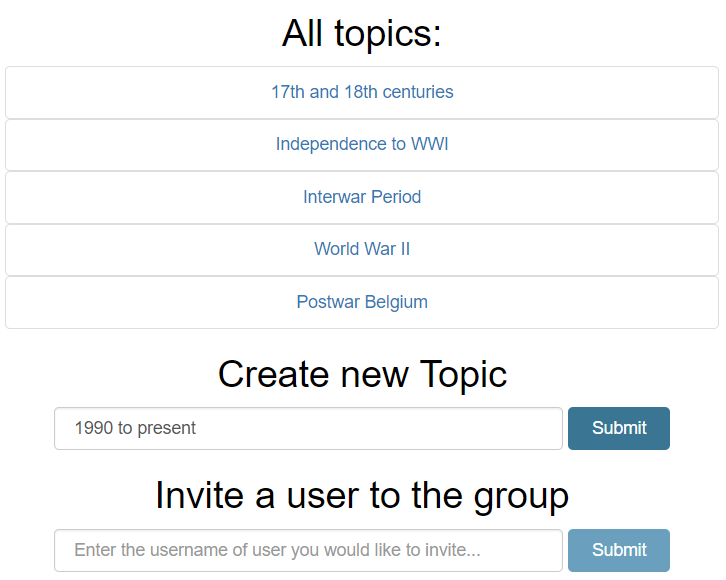 All topics:
17th and 18th centuries
Independence to WWI
Interwar Period
World War II
Postwar Belgium
Create new Topic
1990 to present
Submit
Invite a user to the group
Enter the username of user you would like to invite...
Submit